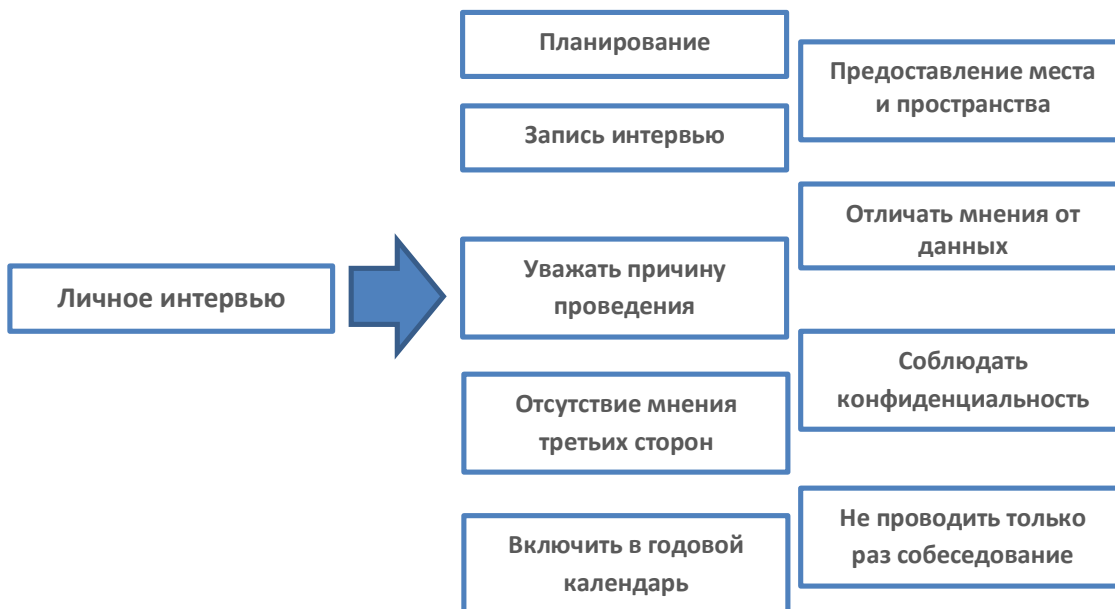 Личное интервью
Планирование
Запись интервью
Уважать причину
проведения
Отсутствие мнения
третьих сторон
Включить в годовой
календарь
Предоставление места
и пространства
Отличать мнения от
данных
Соблюдать
конфиденциальность
Не проводить только
раз собеседование